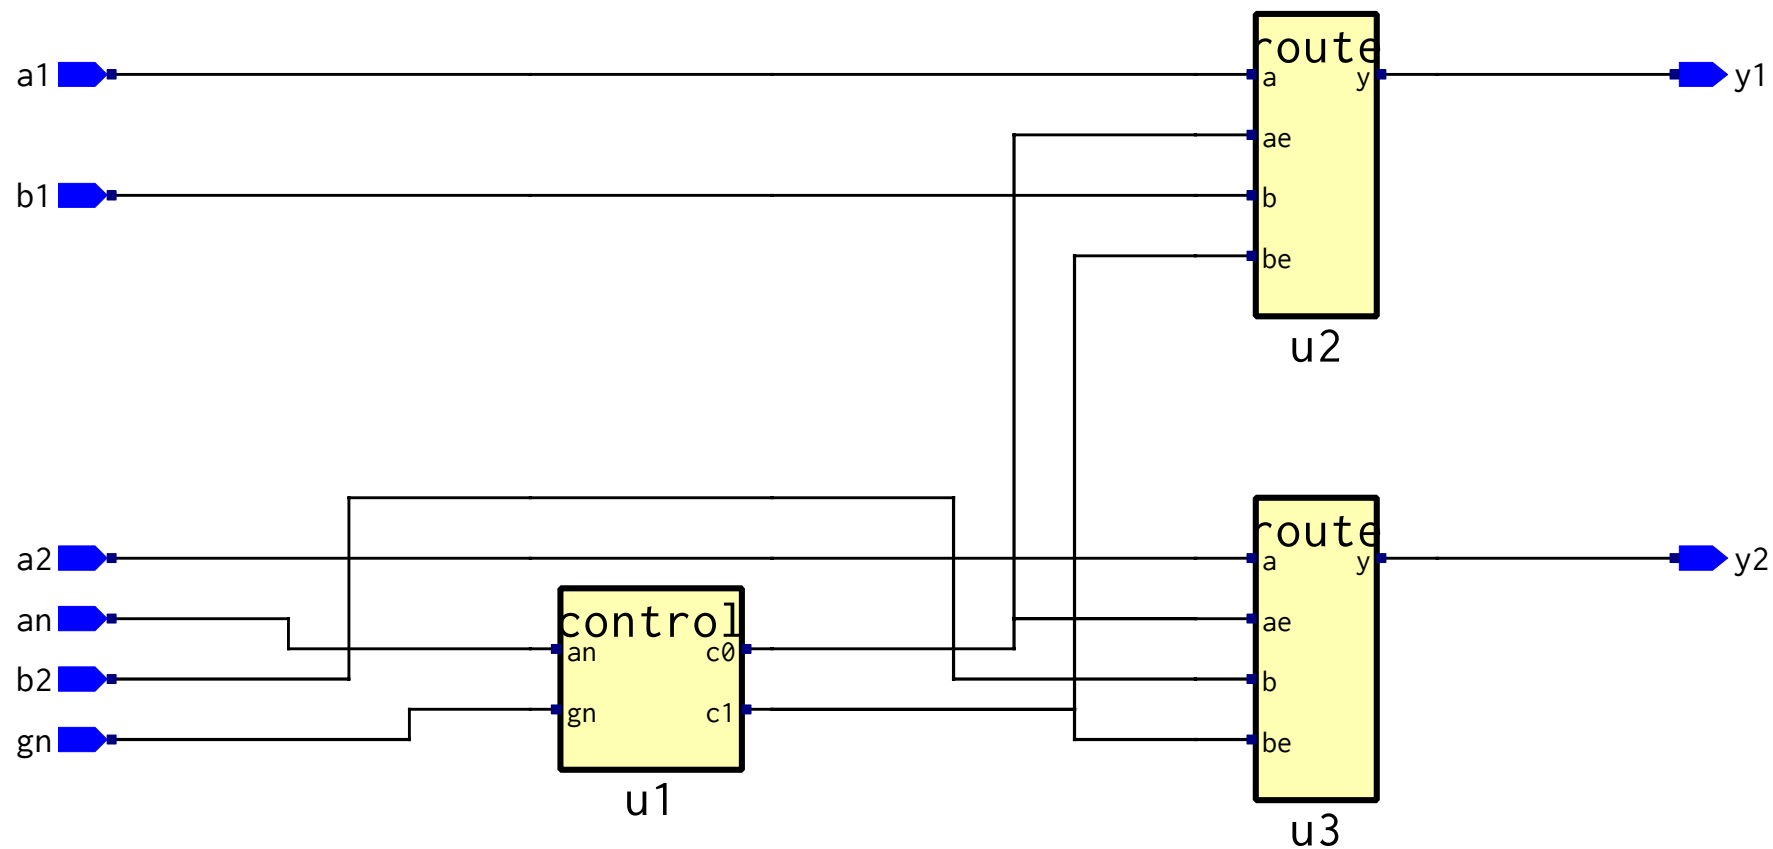 route
a1
a
y
y1
ae
b1
b
be
u2
route
a2
a
y
y2
control
an
ae
an
c0
b2
b
gn
c1
gn
be
u1
u3